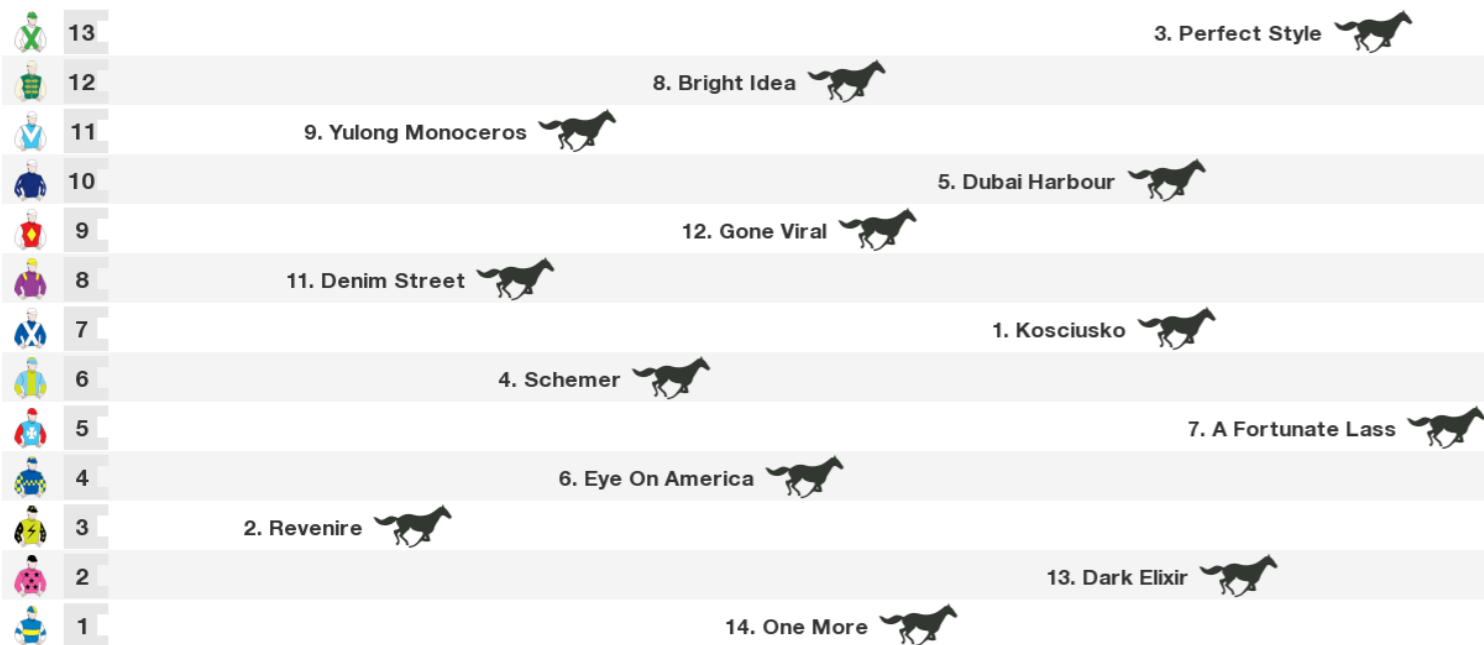 13 3. Perfect Style
12 8. Bright Idea
11 9. Yulong Monoceros
10 5. Dubai Harbour
9 12. Gone Viral
8 11. Denim Street
7 1. Kosciusko
6 4. Schemer
5 7. A Fortunate Lass
4 6. Eye On America
3 2. Revenire
2 13. Dark Elixir
1 14. One More